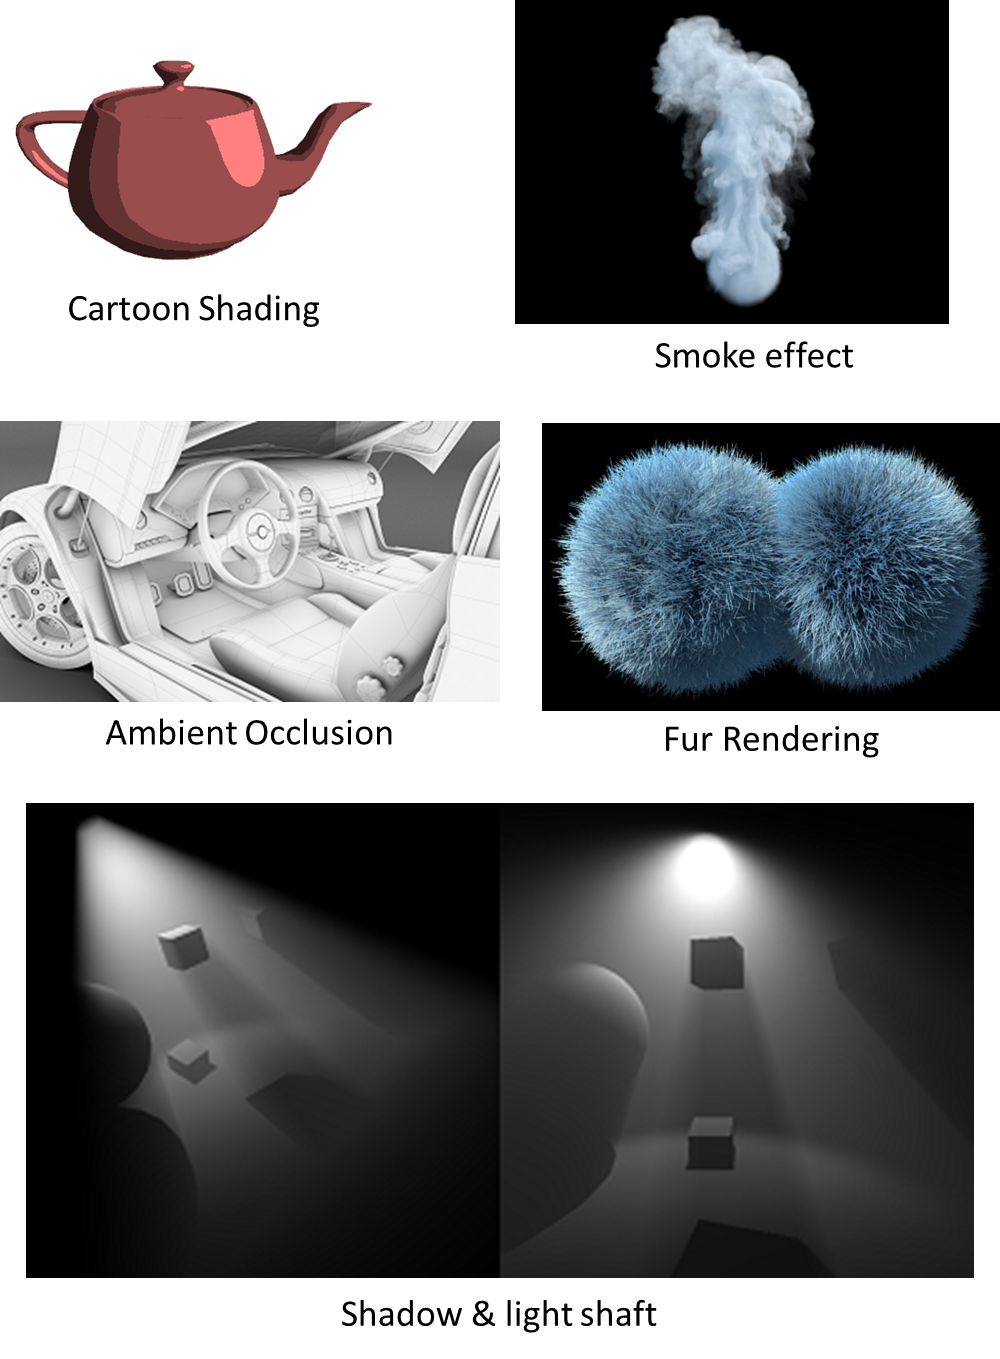 Cartoon Shading
Smoke effect
Ambient Occlusion
Fur Rendering
Shadow & light shaft